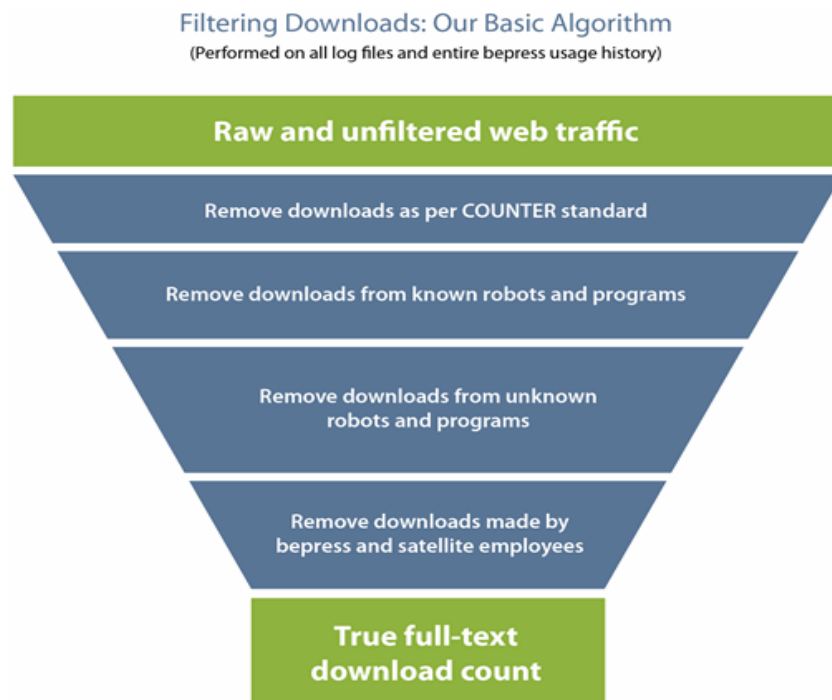 Filtering Downloads: Our Basic Algorithm
(Performed on all log files and entire bepress usage history)
Raw and unfiltered web traffic
Remove downloads as per COUNTER standard
Remove downloads from known robots and programs
Remove downloads from unknown
robots and programs
Remove downloads made by
bepress and satellite employees
True full-text
download count